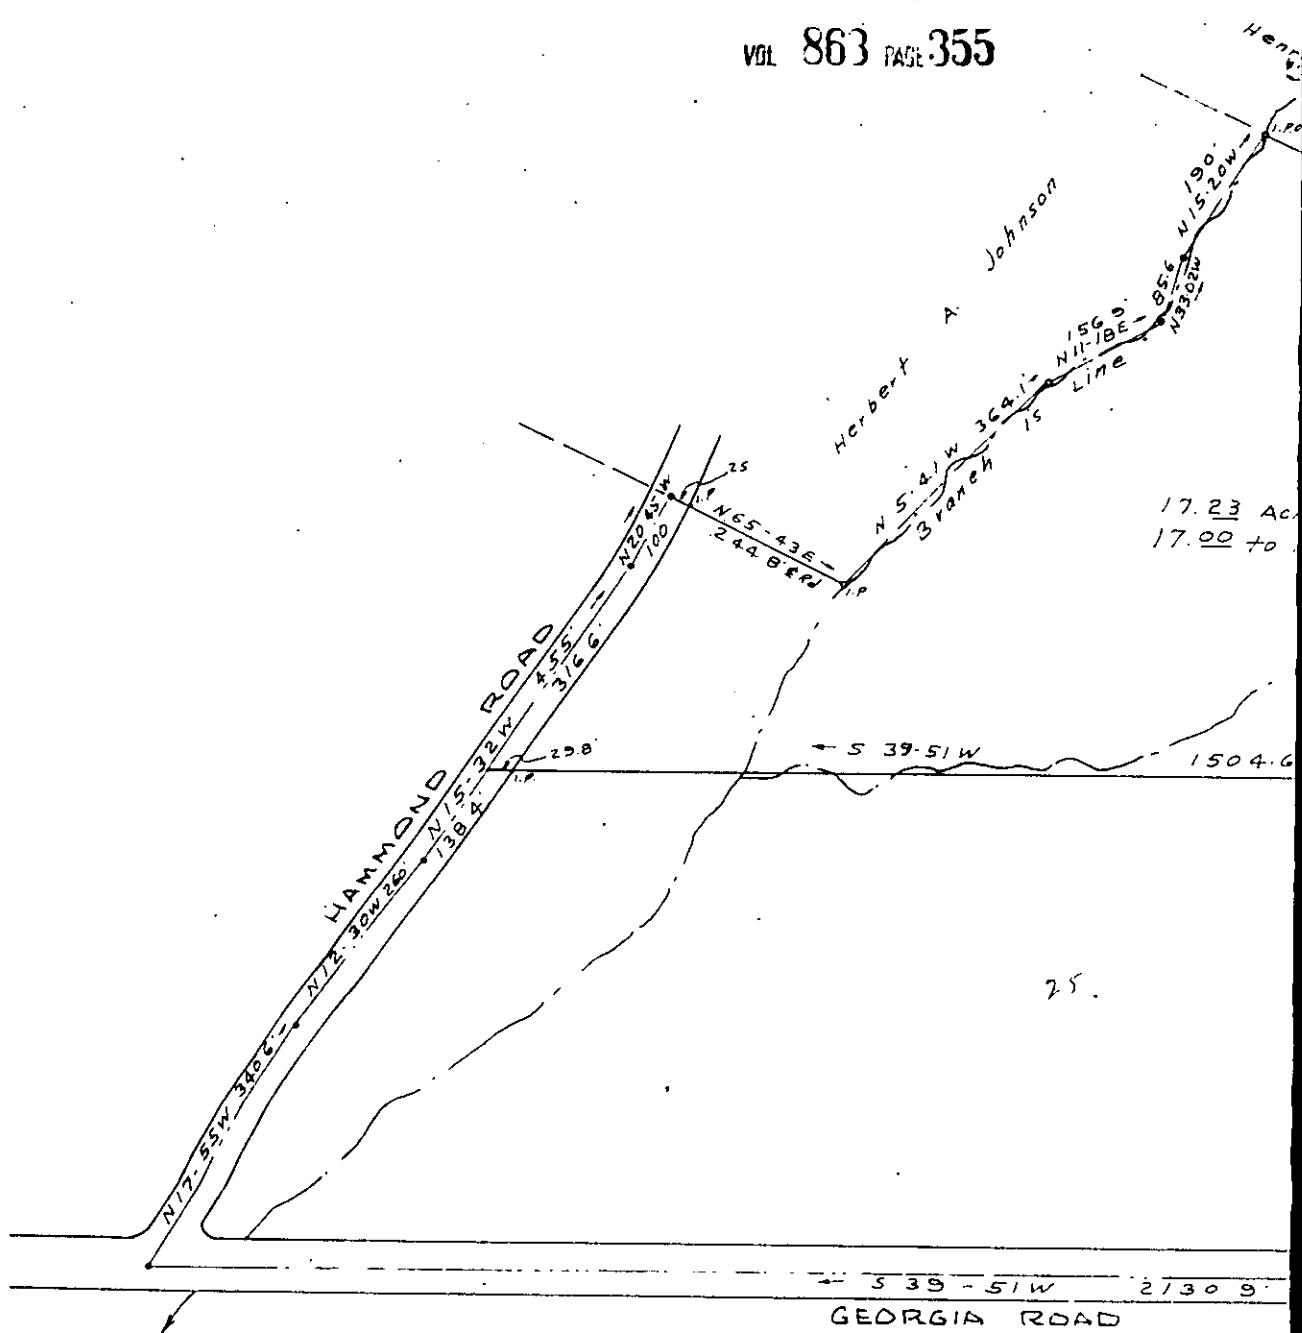 VOL 863 PAGE 355
I.P.O
190'
N15-20W
85.6
N33-02W
156.9'
N11-18E
Herbert A. Johnson
N 5-41 W 364.1'
Branch is Line
17.23
17.00 to
25
I.P
N65-43E
244.8' ¢ Rd
I.P
N20-45-W
100
HAMMOND ROAD
455'
316.6'
N15-32W
138.4'
29.8'
I.P.
S 39-51W
1504.6
N12-30W 260'
25.
N17-55W 340.6'
S 39-51W 2130.9'
GEORGIA ROAD